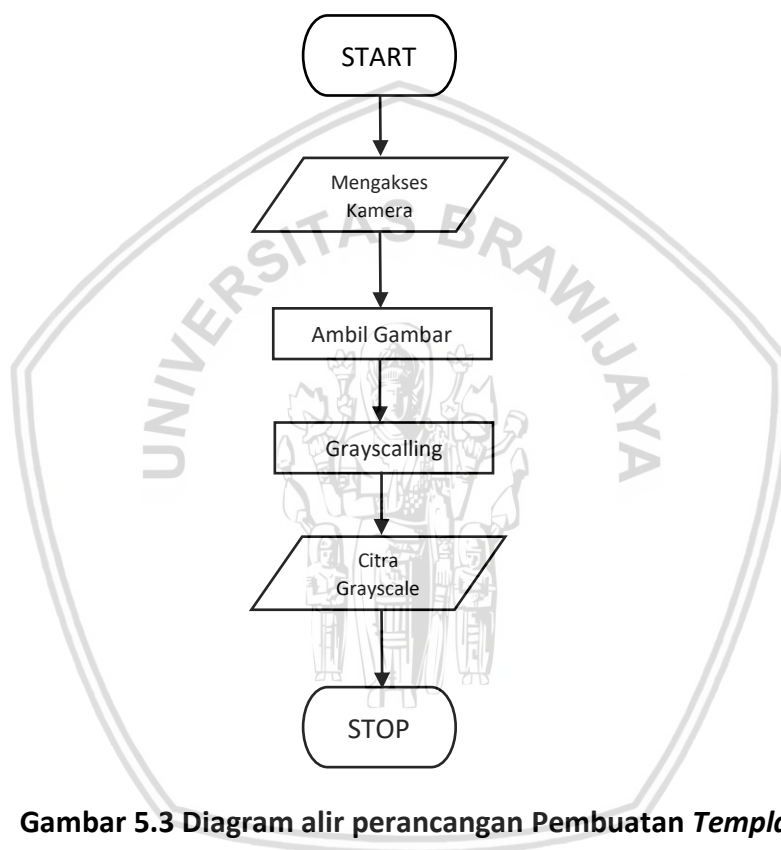 START
Mengakses
Kamera
UNIVERSITAS BRAWIJAYA
Ambil Gambar
Grayscalling
Citra
Grayscale
STOP
Gambar 5.3 Diagram alir perancangan Pembuatan